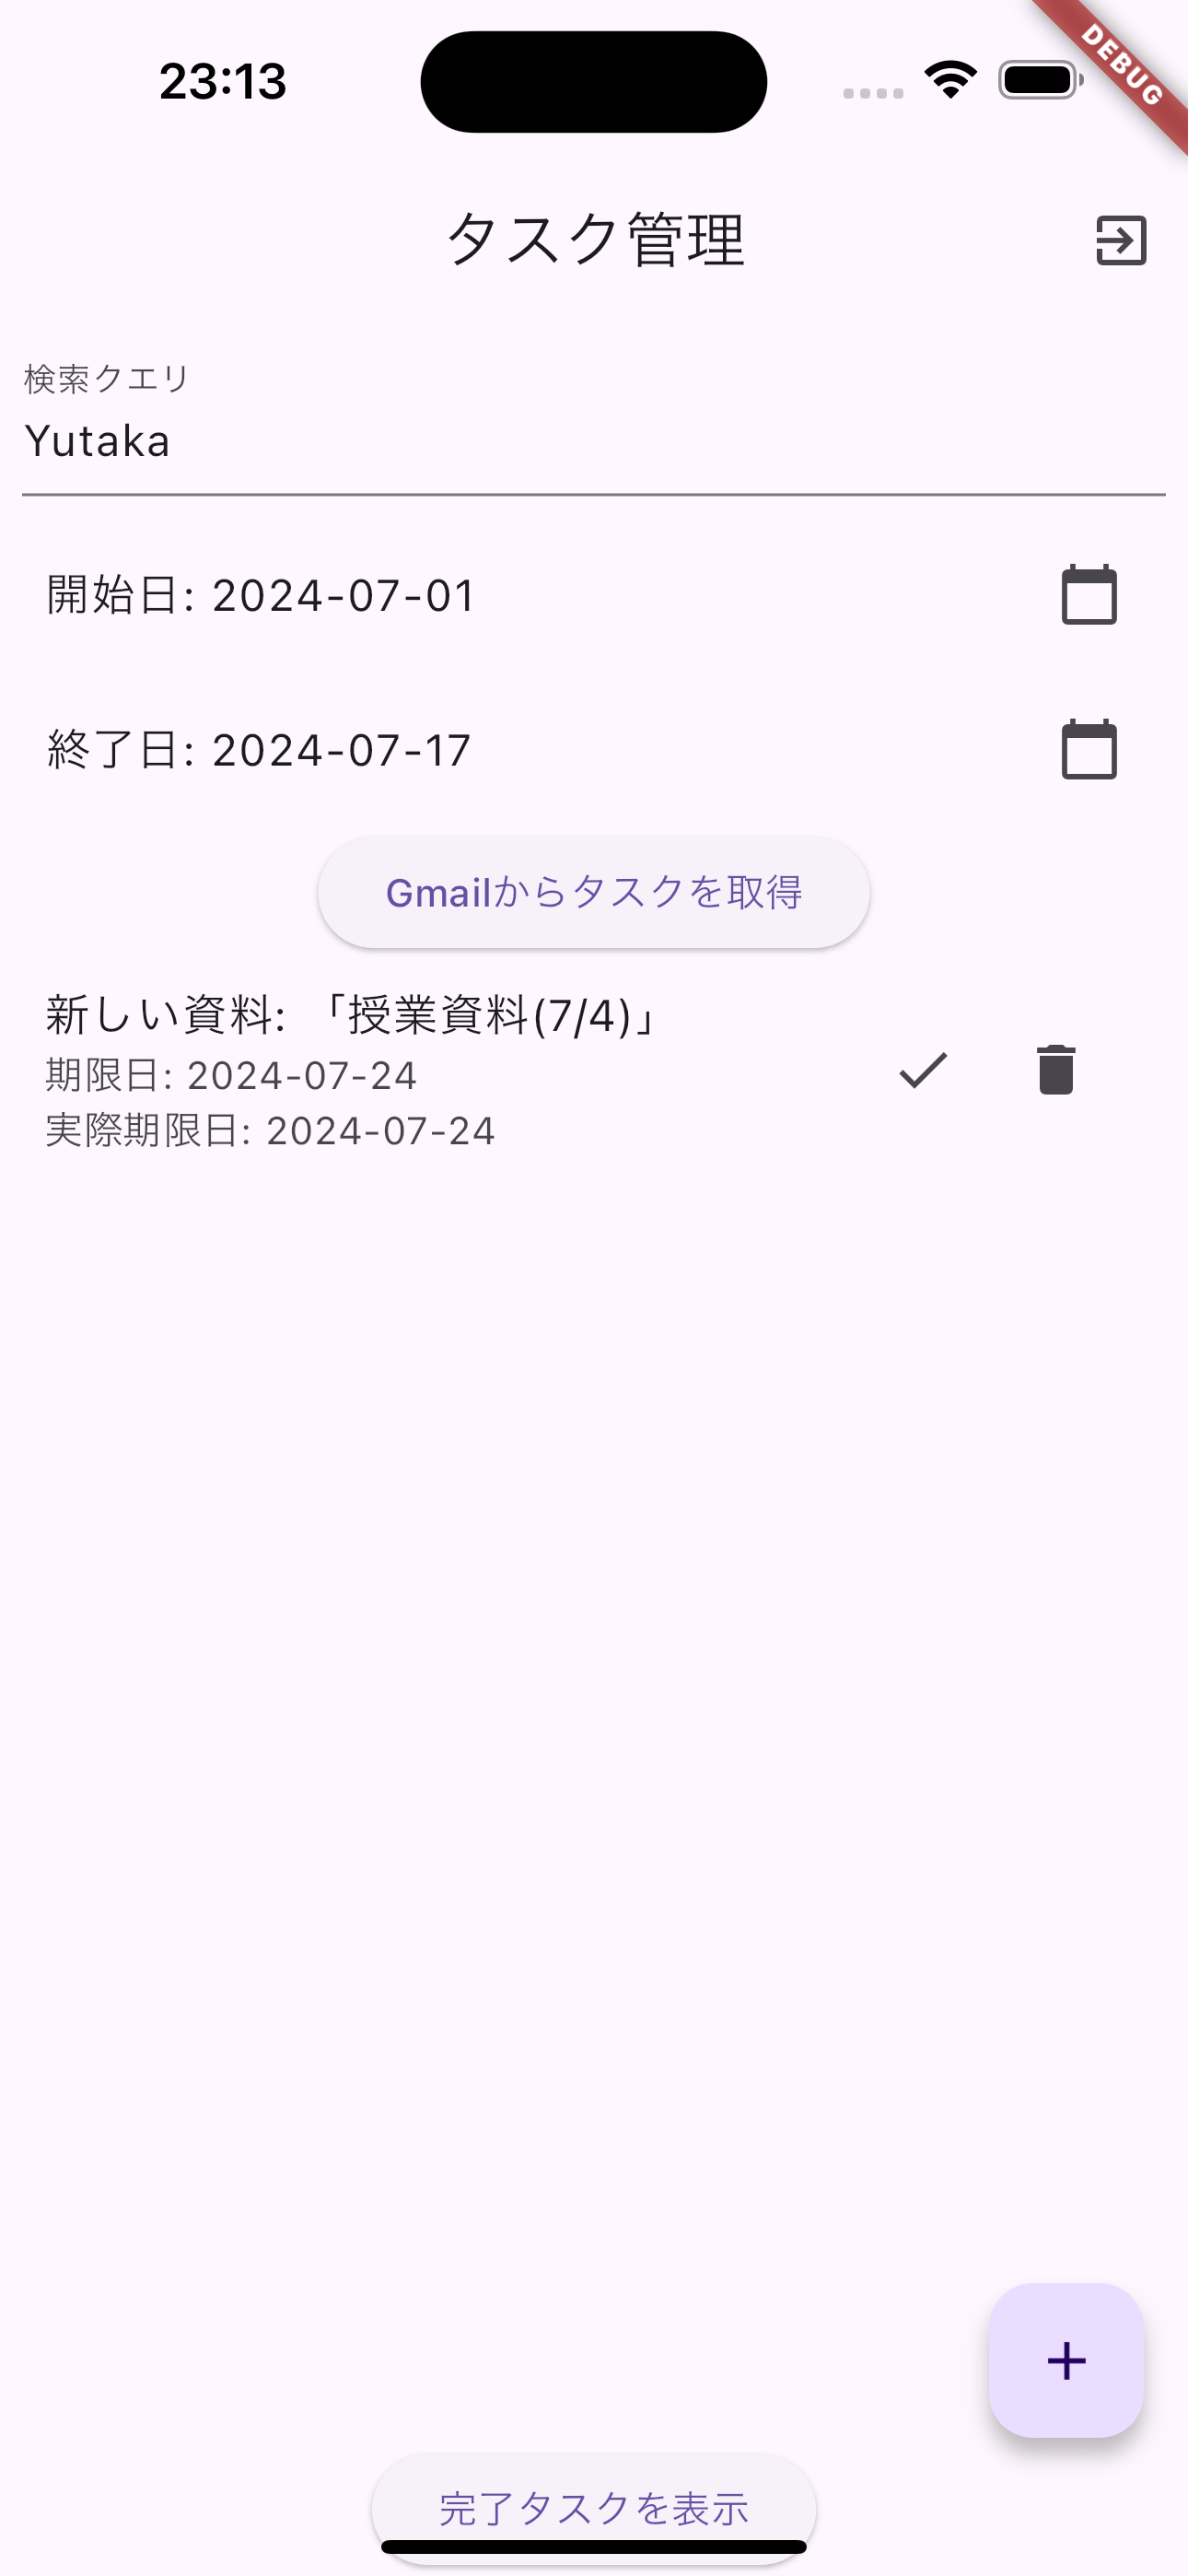 23:13
DEBUG
タスク管理
検索クエリ
Yutaka
開始日: 2024-07-01
終了日: 2024-07-17
Gmailからタスクを取得
新しい資料: 「授業資料(7/4)」
期限日: 2024-07-24
実際期限日: 2024-07-24
完了タスクを表示